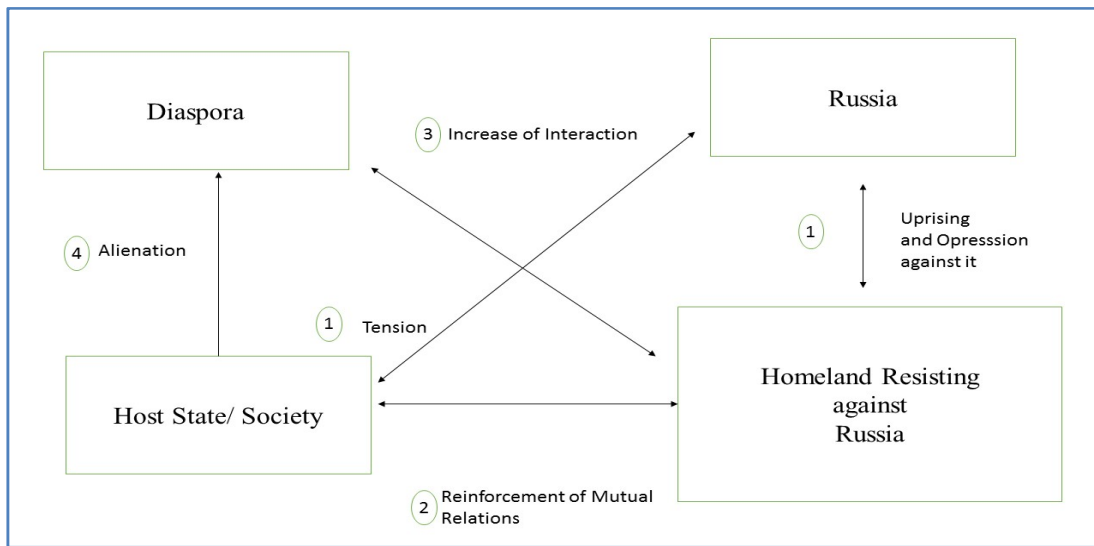 Diaspora
Russia
3 Increase of Interaction
1 Uprising
and Opresssion
against it
4 Alienation
1 Tension
Host State/ Society
Homeland Resisting
against
Russia
2 Reinforcement of Mutual
Relations